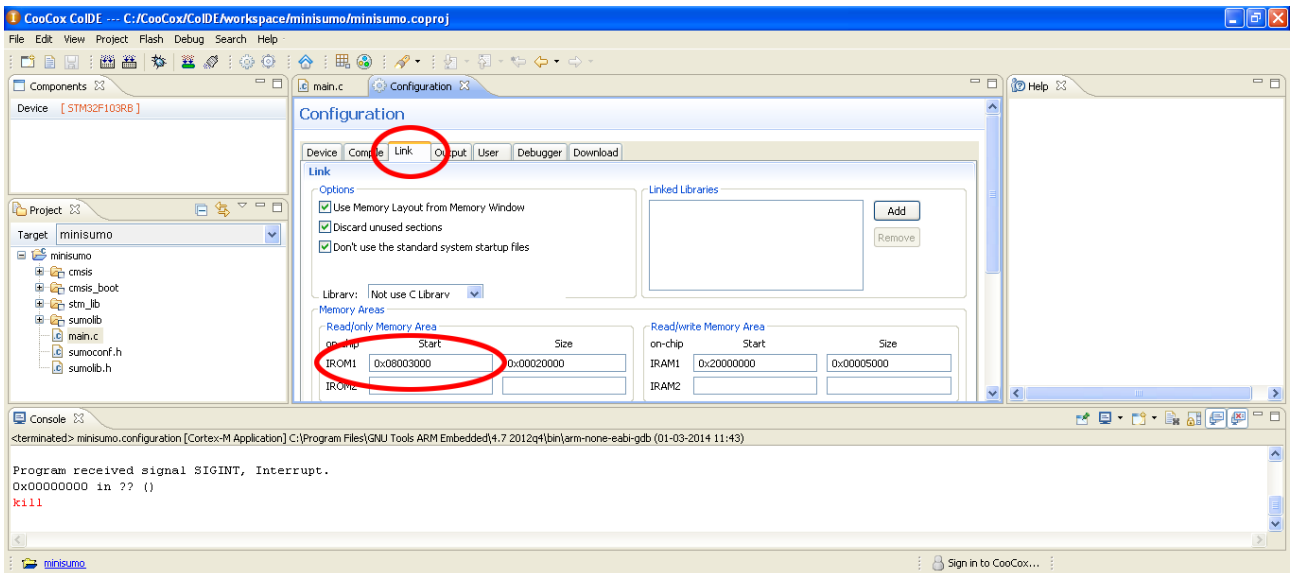 CooCox CoIDE --- C:/CooCox/CoIDE/workspace/minisumo/minisumo.coproj
File Edit View Project Flash Debug Search Help
Components
Device [ STM32F103RB ]
Project
Target minisumo
minisumo
cmsis
cmsis_boot
stm_lib
sumolib
main.c
sumoconf.h
sumolib.h
main.c Configuration
Configuration
Device Compile Link Output User Debugger Download
Link
Options
Use Memory Layout from Memory Window
Discard unused sections
Don't use the standard system startup files
Library: Not use C Library
Linked Libraries
Add
Remove
Memory Areas
Read/only Memory Area
on-chip Start Size
IROM1 0x08003000 0x00020000
IROM2
Read/write Memory Area
on-chip Start Size
IRAM1 0x20000000 0x00005000
IRAM2
Help
Console
<terminated> minisumo.configuration [Cortex-M Application] C:\Program Files\GNU Tools ARM Embedded\4.7 2012q4\bin\arm-none-eabi-gdb (01-03-2014 11:43)
Program received signal SIGINT, Interrupt.
0x00000000 in ?? ()
kill
minisumo
Sign in to CooCox...